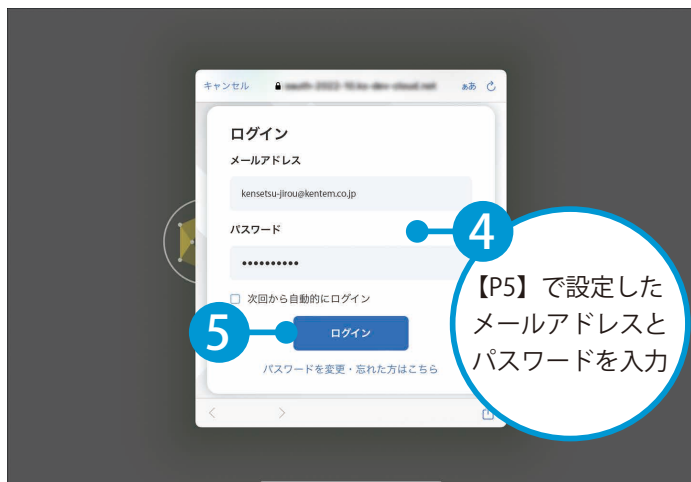 キャンセル
ぁあ
ログイン
メールアドレス
kensetsu-jirou@kentem.co.jp
パスワード
••••••••••
次回から自動的にログイン
ログイン
パスワードを変更・忘れた方はこちら
4
【P5】で設定した
メールアドレスと
パスワードを入力
5